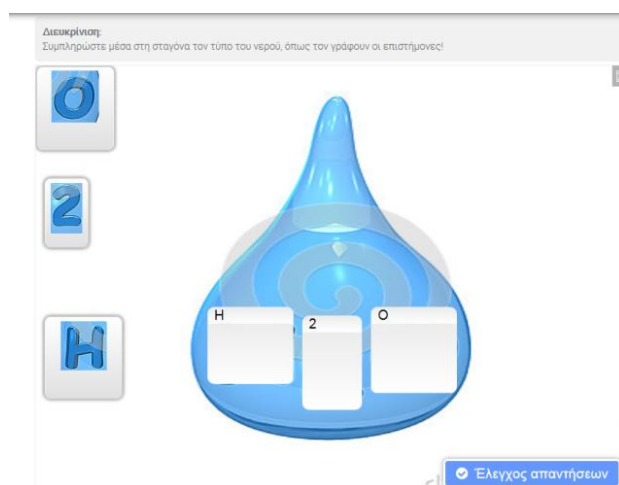 Διευκρίνιση:
Συμπληρώστε μέσα στη σταγόνα τον τύπο του νερού, όπως τον γράφουν οι επιστήμονες!
O
2
H
H 2 O
Έλεγχος απαντήσεων